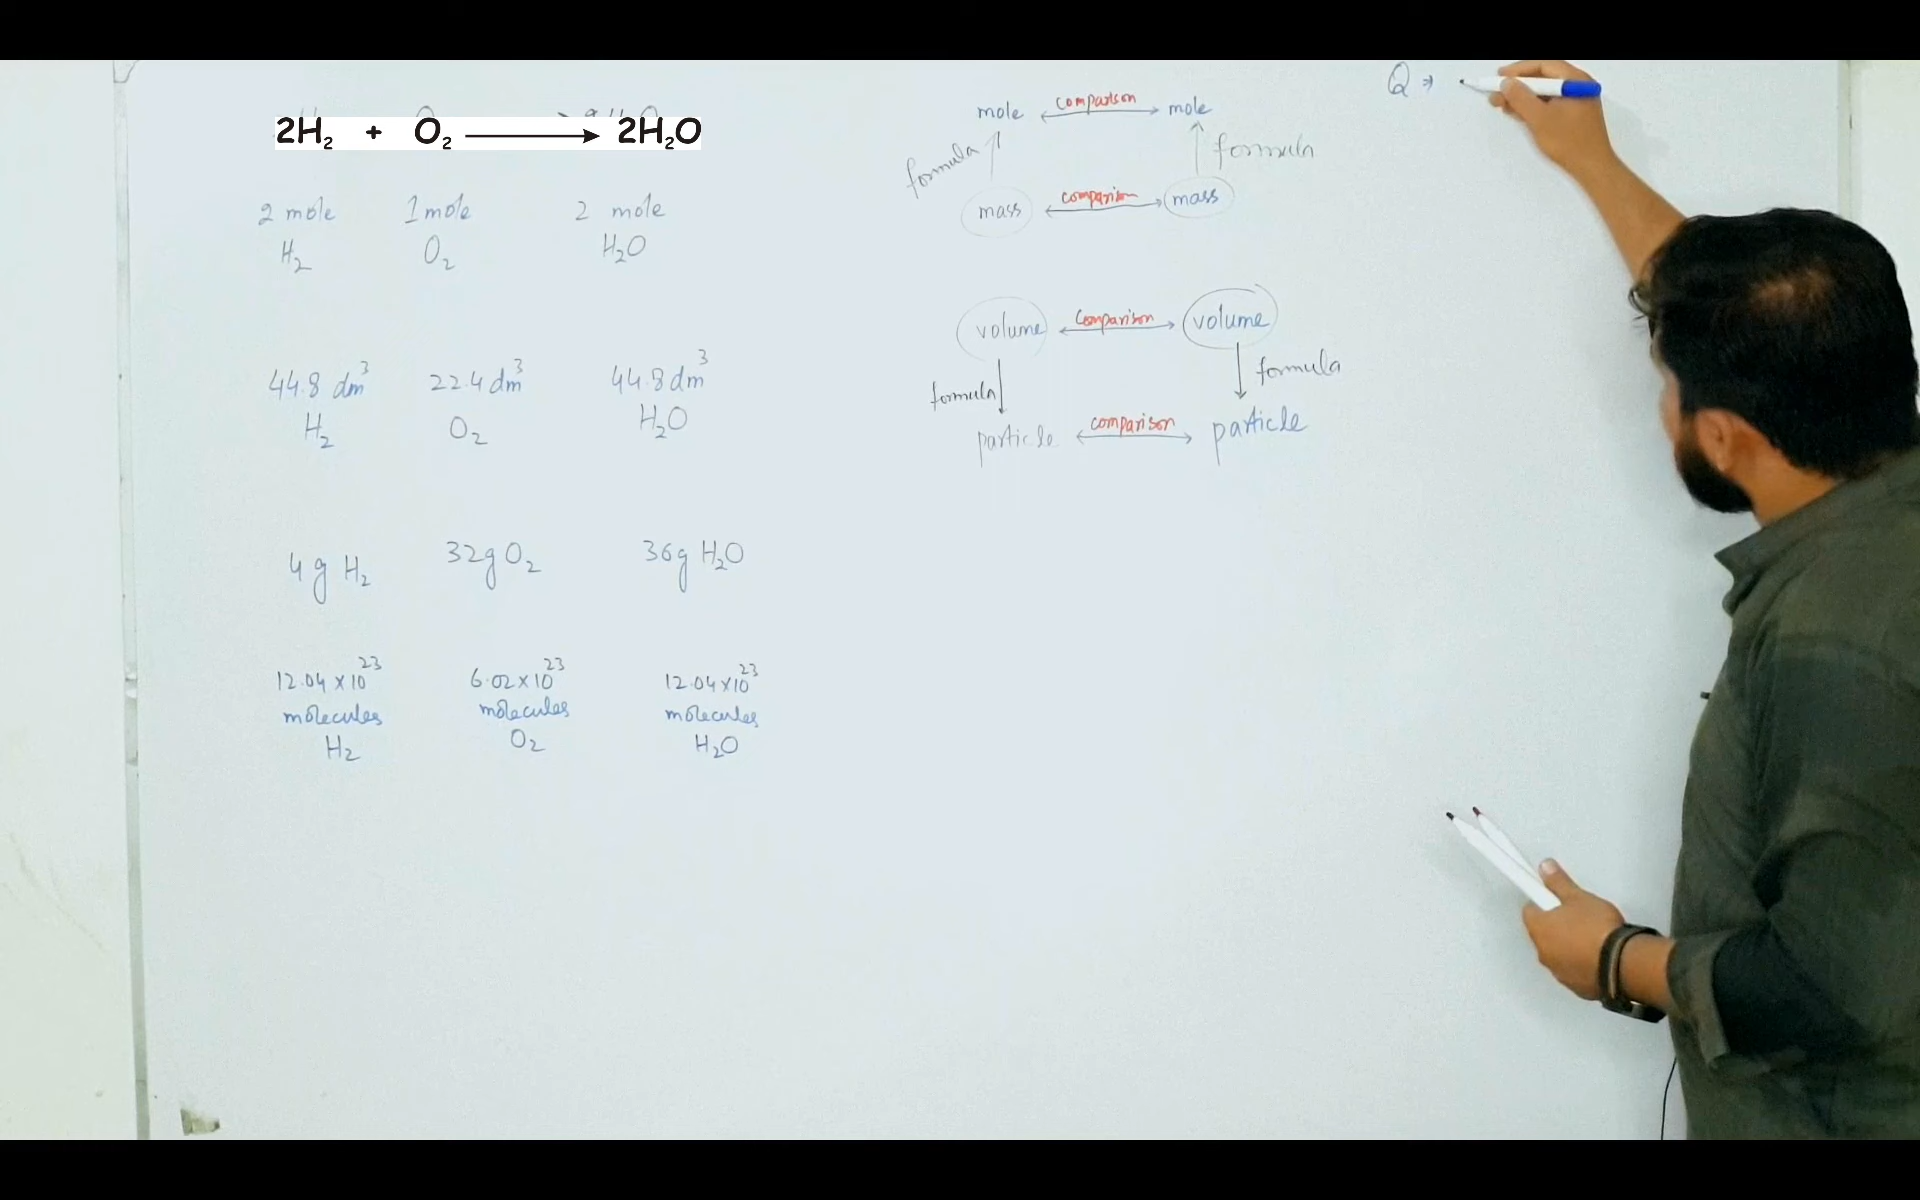 2H₂ + O₂ ⟶ 2H₂O
2 mole 1 mole 2 mole
H₂ O₂ H₂O
44.8 dm³ 22.4 dm³ 44.8 dm³
H₂ O₂ H₂O
4g H₂ 32g O₂ 36g H₂O
12.04 × 10²³ 6.02 × 10²³ 12.04 × 10²³
molecules molecules molecules
H₂ O₂ H₂O
mole comparison mole
formula formula
mass comparison mass
volume comparison volume
formula formula
particle comparison particle
Q →